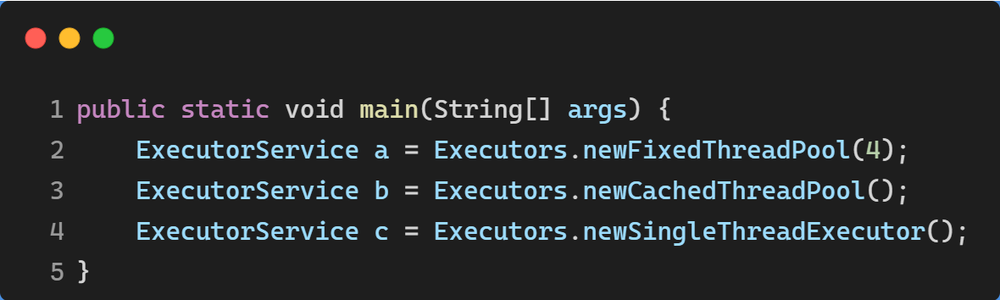 1 public static void main(String[] args) {
2     ExecutorService a = Executors.newFixedThreadPool(4);
3     ExecutorService b = Executors.newCachedThreadPool();
4     ExecutorService c = Executors.newSingleThreadExecutor();
5 }